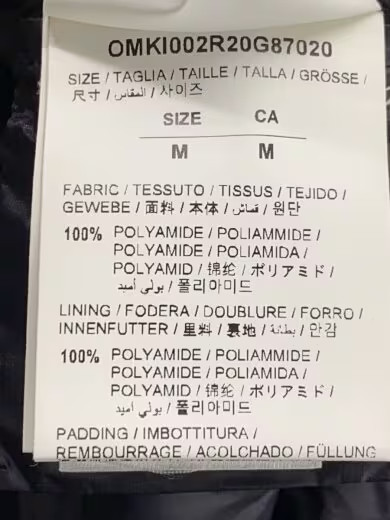 OMKI002R20G87020
SIZE / TAGLIA / TAILLE / TALLA / GRÖSSE /
尺寸 / المقاس / 사이즈
SIZE CA
M M
FABRIC / TESSUTO / TISSUS / TEJIDO /
GEWEBE / 面料 / 本体 / قماش / 원단
100% POLYAMIDE / POLIAMMIDE /
POLYAMIDE / POLIAMIDA /
POLYAMID / 锦纶 / ポリアミド /
بولي أميد / 폴리아미드
LINING / FODERA / DOUBLURE / FORRO /
INNENFUTTER / 里料 / 裏地 / بطانة / 안감
100% POLYAMIDE / POLIAMMIDE /
POLYAMIDE / POLIAMIDA /
POLYAMID / 锦纶 / ポリアミド /
بولي أميد / 폴리아미드
PADDING / IMBOTTITURA /
REMBOURRAGE / ACOLCHADO / FÜLLUNG